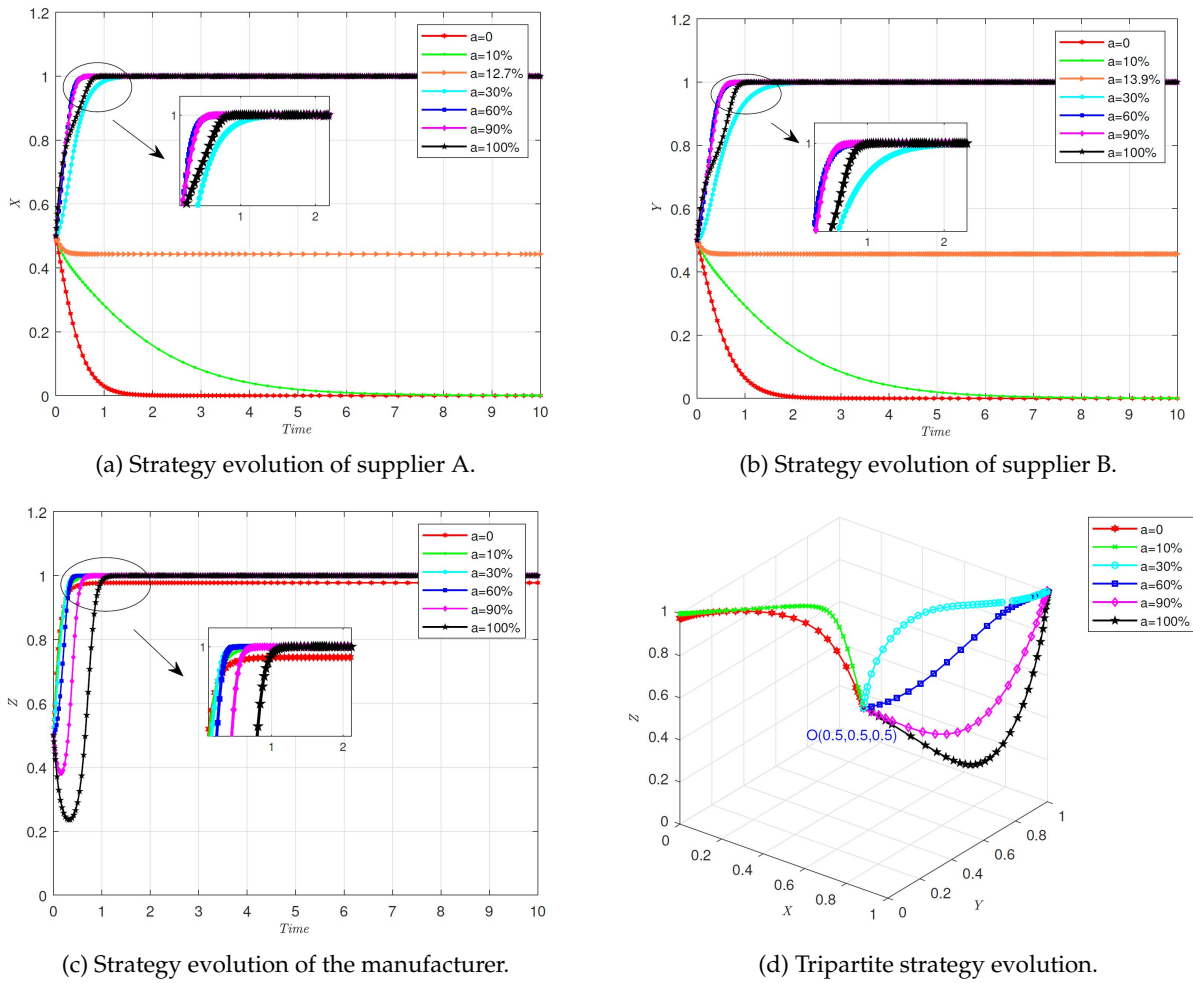 1.2
1
0.8
0.6
0.4
0.2
0
X
0 1 2 3 4 5 6 7 8 9 10
Time
a=0
a=10%
a=12.7%
a=30%
a=60%
a=90%
a=100%
1
1 2
(a) Strategy evolution of supplier A.
1.2
1
0.8
0.6
0.4
0.2
0
Y
0 1 2 3 4 5 6 7 8 9 10
Time
a=0
a=10%
a=13.9%
a=30%
a=60%
a=90%
a=100%
1
1 2
(b) Strategy evolution of supplier B.
1.2
1
0.8
0.6
0.4
0.2
0
Z
0 1 2 3 4 5 6 7 8 9 10
Time
a=0
a=10%
a=30%
a=60%
a=90%
a=100%
1
1 2
(c) Strategy evolution of the manufacturer.
1
0.8
0.6
0.4
0.2
0
Z
0 0.2 0.4 0.6 0.8 1
X
0 0.2 0.4 0.6 0.8 1
Y
O(0.5,0.5,0.5)
a=0
a=10%
a=30%
a=60%
a=90%
a=100%
(d) Tripartite strategy evolution.